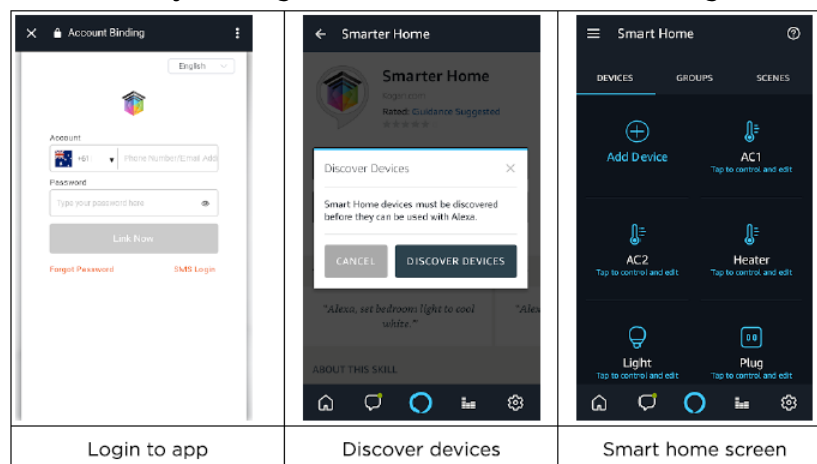 Account Binding
English
Account
+61
Phone Number/Email Add
Password
Type your password here
Link Now
Forgot Password
SMS Login
Login to app
Smarter Home
Smarter Home
Rated: Guidance Suggested
Discover Devices
Smart Home devices must be discovered
before they can be used with Alexa.
CANCEL
DISCOVER DEVICES
"Alexa, set bedroom light to cool
white."
"Alex
ABOUT THIS SKILL
Discover devices
Smart Home
DEVICES
GROUPS
SCENES
Add Device
AC1
Tap to control and edit
AC2
Tap to control and edit
Heater
Tap to control and edit
Light
Tap to control and edit
Plug
Tap to control and edit
Smart home screen